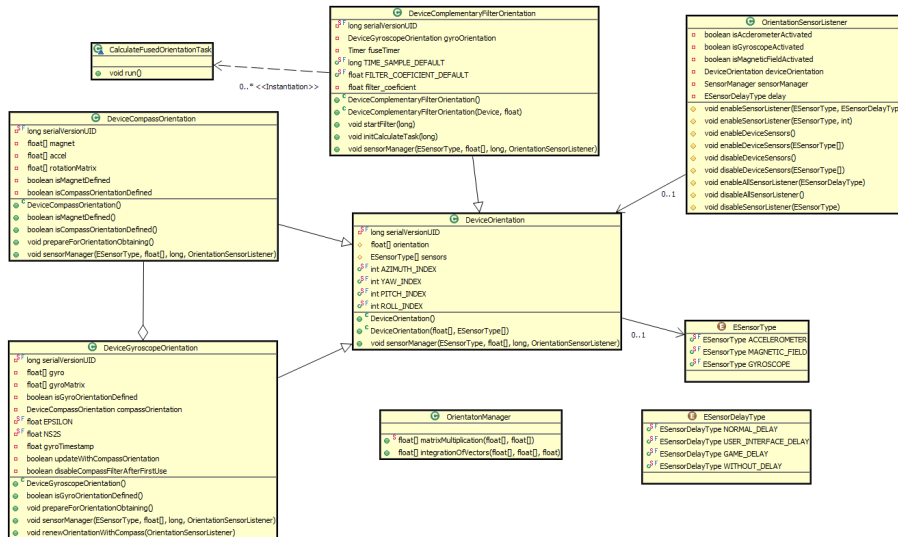 DeviceComplementaryFilterOrientation
long serialVersionUID
DeviceGyroscopeOrientation gyroOrientation
Timer fuseTimer
long TIME_SAMPLE_DEFAULT
float FILTER_COEFICIENT_DEFAULT
float filter_coeficient
DeviceComplementaryFilterOrientation()
DeviceComplementaryFilterOrientation(Device, float)
void startFilter(long)
void initCalculateTask(long)
void sensorManager(ESensorType, float[], long, OrientationSensorListener)
OrientationSensorListener
boolean isAcclerometerActivated
boolean isGyroscopeActivated
boolean isMagneticFieldActivated
DeviceOrientation deviceOrientation
SensorManager sensorManager
ESensorDelayType delay
void enableSensorListener(ESensorType, ESensorDelayType
void enableSensorListener(ESensorType, int)
void enableDeviceSensors()
void enableDeviceSensors(ESensorType[])
void disableDeviceSensors()
void disableDeviceSensors(ESensorType[])
void enableAllSensorListener(ESensorDelayType)
void disableAllSensorListener()
void disableSensorListener(ESensorType)
CalculateFusedOrientationTask
void run()
0..* <<Instantiation>>
0..1
DeviceCompassOrientation
long serialVersionUID
float[] magnet
float[] accel
float[] rotationMatrix
boolean isMagnetDefined
boolean isCompassOrientationDefined
DeviceCompassOrientation()
boolean isMagnetDefined()
boolean isCompassOrientationDefined()
void prepareForOrientationObtaining()
void sensorManager(ESensorType, float[], long, OrientationSensorListener)
DeviceOrientation
long serialVersionUID
float[] orientation
ESensorType[] sensors
int AZIMUTH_INDEX
int YAW_INDEX
int PITCH_INDEX
int ROLL_INDEX
DeviceOrientation()
DeviceOrientation(float[], ESensorType[])
void sensorManager(ESensorType, float[], long, OrientationSensorListener)
0..1
ESensorType
ESensorType ACCELEROMETER
ESensorType MAGNETIC_FIELD
ESensorType GYROSCOPE
DeviceGyroscopeOrientation
long serialVersionUID
float[] gyro
float[] gyroMatrix
boolean isGyroOrientationDefined
DeviceCompassOrientation compassOrientation
float EPSILON
float NS2S
float gyroTimestamp
boolean updateWithCompassOrientation
boolean disableCompassFilterAfterFirstUse
DeviceGyroscopeOrientation()
boolean isGyroOrientationDefined()
void prepareForOrientationObtaining()
void sensorManager(ESensorType, float[], long, OrientationSensorListener)
void renewOrientationWithCompass(OrientationSensorListener)
OrientatonManager
float[] matrixMultiplication(float[], float[])
float[] integrationOfVectors(float[], float[], float)
ESensorDelayType
ESensorDelayType NORMAL_DELAY
ESensorDelayType USER_INTERFACE_DELAY
ESensorDelayType GAME_DELAY
ESensorDelayType WITHOUT_DELAY